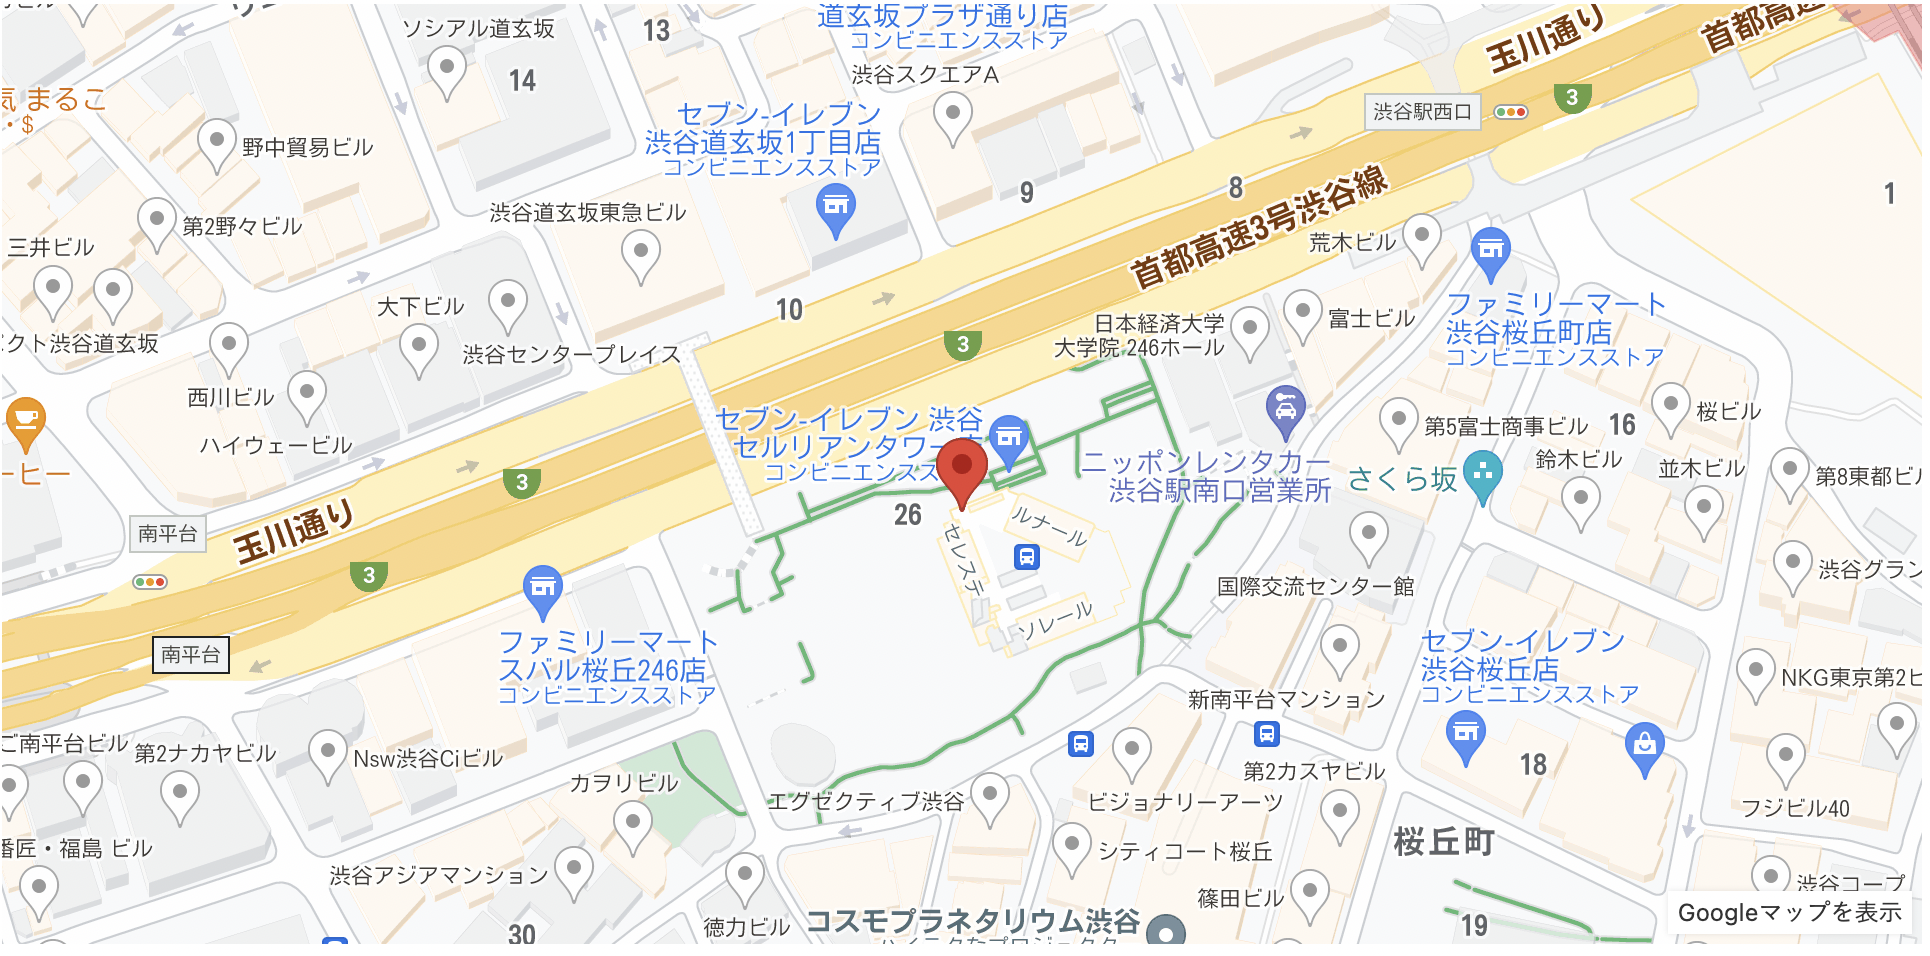 道玄坂プラザ通り店
コンビニエンスストア
玉川通り
ソシアル道玄坂
13
14
渋谷スクエアA
まるこ
・$
セブン-イレブン
渋谷道玄坂1丁目店
コンビニエンスストア
渋谷駅西口
3
野中貿易ビル
第2野々ビル
渋谷道玄坂東急ビル
9
8
1
首都高速3号渋谷線
荒木ビル
三井ビル
大下ビル
10
渋谷センタープレイス
3
日本経済大学
大学院 246ホール
富士ビル
ファミリーマート
渋谷桜丘町店
コンビニエンスストア
クト渋谷道玄坂
西川ビル
ハイウェービル
セブン-イレブン 渋谷
セルリアンタワー
コンビニエンスス
第5富士商事ビル
16
桜ビル
ニッポンレンタカー
渋谷駅南口営業所
さくら坂
鈴木ビル
並木ビル
第8東都ビ
ーヒー
3
南平台
玉川通り
26
ルナール
セレステ
ソレール
3
国際交流センター館
渋谷グラン
ファミリーマート
スバル桜丘246店
コンビニエンスストア
南平台
セブン-イレブン
渋谷桜丘店
コンビニエンスストア
新南平台マンション
NKG東京第2ビ
南平台ビル
第2ナカヤビル
Nsw渋谷Ciビル
カヲリビル
エグゼクティブ渋谷
ビジョナリーアーツ
第2カスヤビル
18
フジビル40
番匠・福島 ビル
渋谷アジアマンション
シティコート桜丘
桜丘町
篠田ビル
渋谷コープ
徳力ビル
コスモプラネタリウム渋谷
30
19
Googleマップを表示